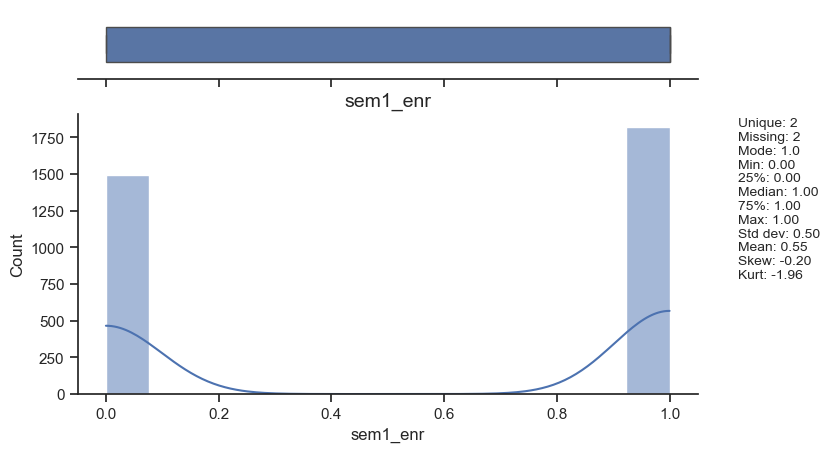 sem1_enr
Unique: 2
Missing: 2
Mode: 1.0
Min: 0.00
25%: 0.00
Median: 1.00
75%: 1.00
Max: 1.00
Std dev: 0.50
Mean: 0.55
Skew: -0.20
Kurt: -1.96
Count
1750
1500
1250
1000
750
500
250
0
0.0 0.2 0.4 0.6 0.8 1.0
sem1_enr